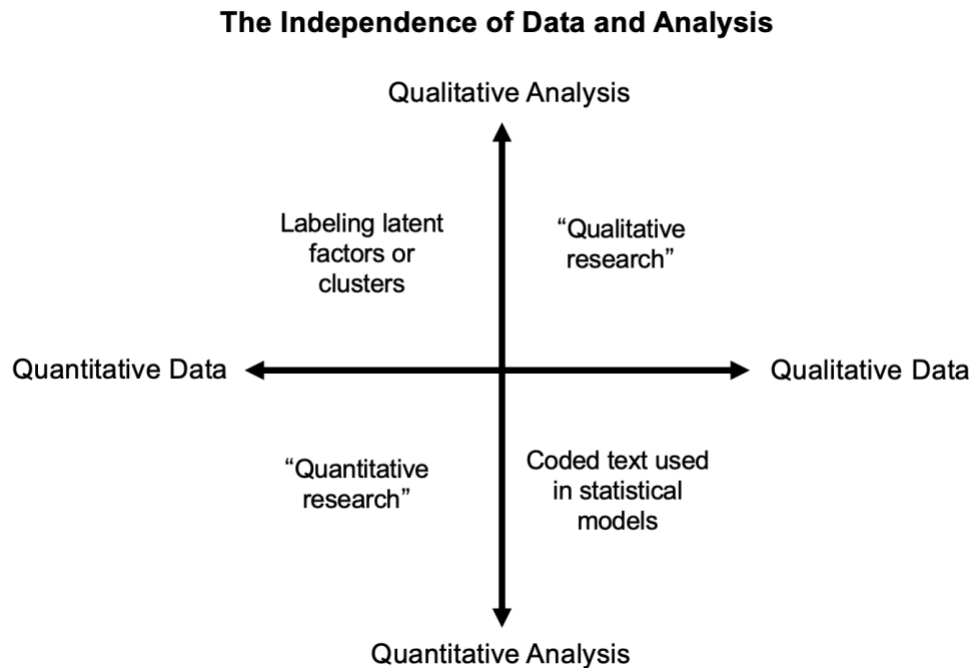 The Independence of Data and Analysis
Qualitative Analysis
Labeling latent
factors or
clusters
“Qualitative
research”
Quantitative Data
Qualitative Data
“Quantitative
research”
Coded text used
in statistical
models
Quantitative Analysis